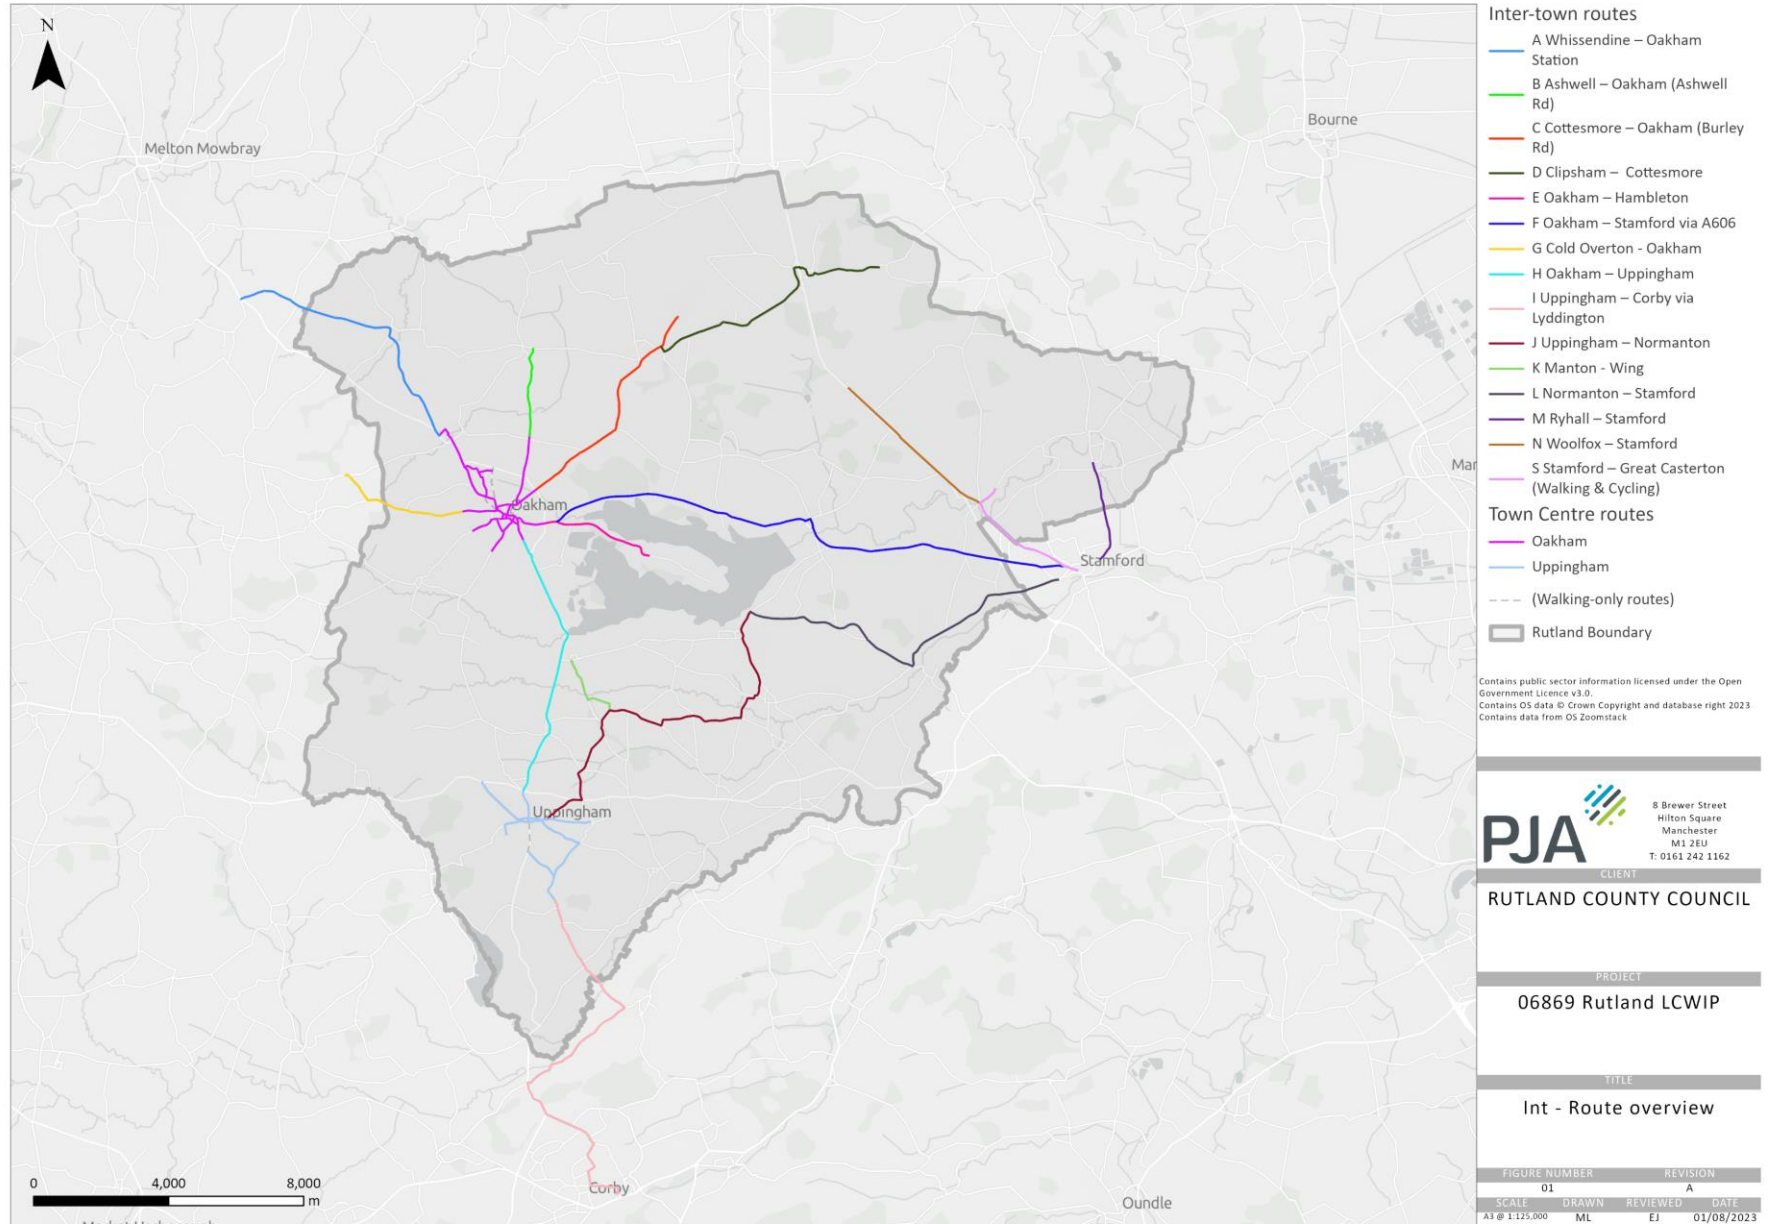 N
Melton Mowbray
Bourne
Oakham
Stamford
Uppingham
Corby
Oundle
0 4,000 8,000
m
Inter-town routes
A Whissendine – Oakham
Station
B Ashwell – Oakham (Ashwell
Rd)
C Cottesmore – Oakham (Burley
Rd)
D Clipsham – Cottesmore
E Oakham – Hambleton
F Oakham – Stamford via A606
G Cold Overton - Oakham
H Oakham – Uppingham
I Uppingham – Corby via
Lyddington
J Uppingham – Normanton
K Manton - Wing
L Normanton – Stamford
M Ryhall – Stamford
N Woolfox – Stamford
S Stamford – Great Casterton
(Walking & Cycling)
Town Centre routes
Oakham
Uppingham
(Walking-only routes)
Rutland Boundary
Contains public sector information licensed under the Open
Government Licence v3.0.
Contains OS data © Crown Copyright and database right 2023
Contains data from OS Zoomstack
PJA
8 Brewer Street
Hilton Square
Manchester
M1 2EU
T: 0161 242 1162
CLIENT
RUTLAND COUNTY COUNCIL
PROJECT
06869 Rutland LCWIP
TITLE
Int - Route overview
FIGURE NUMBER REVISION
01 A
SCALE DRAWN REVIEWED DATE
A3 @ 1:125,000 ML EJ 01/08/2023